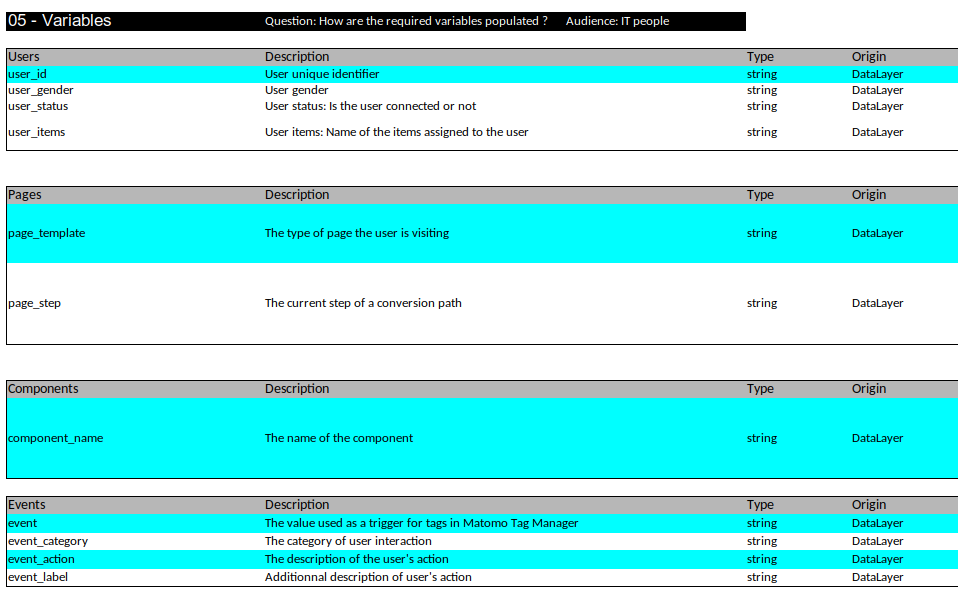 05 - Variables Question: How are the required variables populated ? Audience: IT people
Users Description Type Origin
user_id User unique identifier string DataLayer
user_gender User gender string DataLayer
user_status User status: Is the user connected or not string DataLayer
user_items User items: Name of the items assigned to the user string DataLayer
Pages Description Type Origin
page_template The type of page the user is visiting string DataLayer
page_step The current step of a conversion path string DataLayer
Components Description Type Origin
component_name The name of the component string DataLayer
Events Description Type Origin
event The value used as a trigger for tags in Matomo Tag Manager string DataLayer
event_category The category of user interaction string DataLayer
event_action The description of the user's action string DataLayer
event_label Additionnal description of user's action string DataLayer